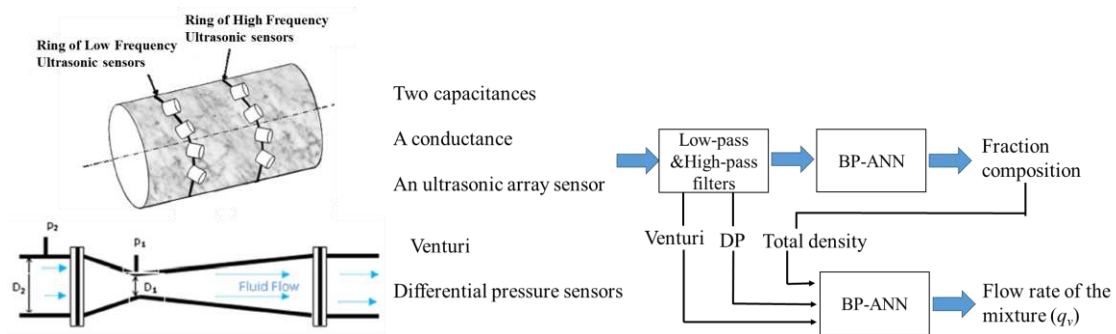 Ring of High Frequency
Ultrasonic sensors
Ring of Low Frequency
Ultrasonic sensors
P2
P1
D2
D1
Fluid Flow
Two capacitances
A conductance
An ultrasonic array sensor
Venturi
Differential pressure sensors
Low-pass
&High-pass
filters
BP-ANN
Fraction
composition
Venturi
DP
Total density
BP-ANN
Flow rate of the
mixture (qv)